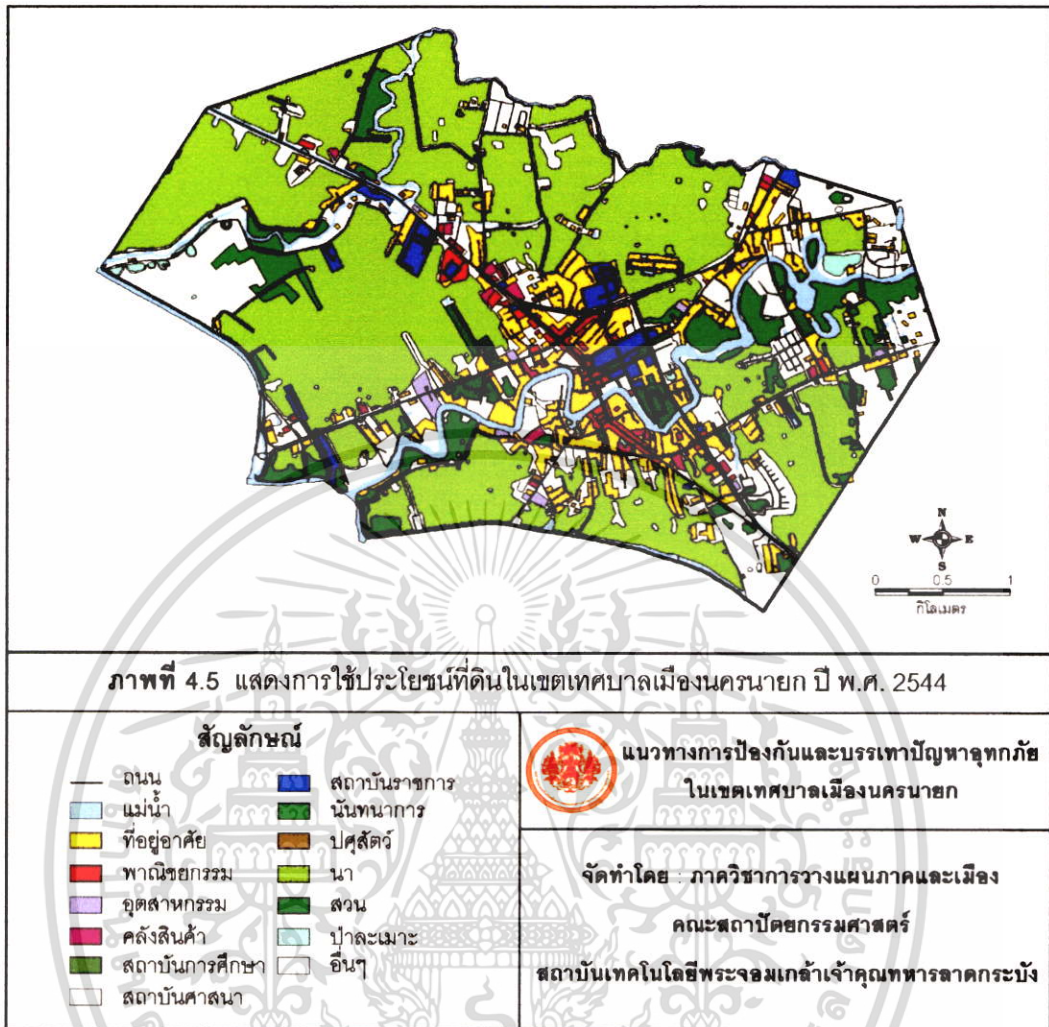 N
W E
S
0 0.5 1
กิโลเมตร
ภาพที่ 4.5 แสดงการใช้ประโยชน์ที่ดินในเขตเทศบาลเมืองนครนายก ปี พ.ศ. 2544
สัญลักษณ์
ถนน
แม่น้ำ
ที่อยู่อาศัย
พาณิชยกรรม
อุตสาหกรรม
คลังสินค้า
สถาบันการศึกษา
สถาบันศาสนา
สถาบันราชการ
นันทนาการ
ปศุสัตว์
นา
สวน
ป่าละเมาะ
อื่นๆ
แนวทางการป้องกันและบรรเทาปัญหาอุทกภัย
ในเขตเทศบาลเมืองนครนายก
จัดทำโดย : ภาควิชาการวางแผนภาคและเมือง
คณะสถาปัตยกรรมศาสตร์
สถาบันเทคโนโลยีพระจอมเกล้าเจ้าคุณทหารลาดกระบัง